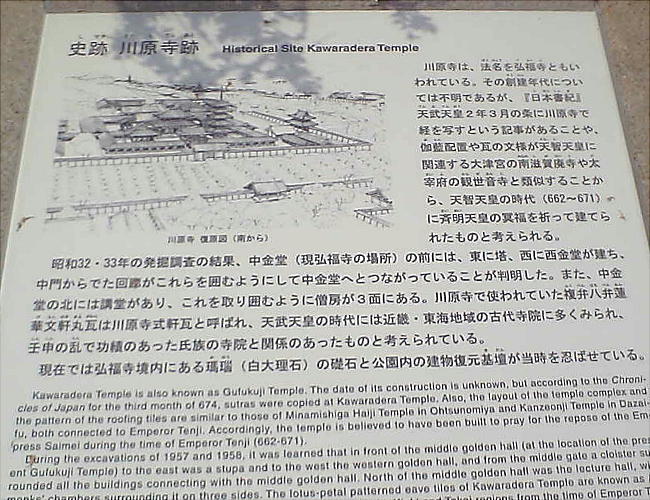 史跡 川原寺跡 Historical Site Kawaradera Temple
川原寺は、法名を弘福寺ともい
われている。その創建年代につい
ては不明であるが、『日本書紀』
天武天皇2年3月の条に川原寺で
経を写すという記事があることや、
伽藍配置や瓦の文様が天智天皇に
関連する大津宮の南滋賀廃寺や太
宰府の観世音寺と類似することか
ら、天智天皇の時代(662~671)
に斉明天皇の冥福を祈って建てら
れたものと考えられる。
川原寺 復原図(南から)
昭和32・33年の発掘調査の結果、中金堂(現弘福寺の場所)の前には、東に塔、西に西金堂が建ち、
中門からでた回廊がこれらを囲むようにして中金堂へとつながっていることが判明した。また、中金
堂の北には講堂があり、これを取り囲むように僧房が3面にある。川原寺で使われていた複弁八弁蓮
華文軒丸瓦は川原寺式軒瓦と呼ばれ、天武天皇の時代には近畿・東海地域の古代寺院に多くみられ、
壬申の乱で功績のあった氏族の寺院と関係のあったものと考えられている。
現在では弘福寺境内にある瑪瑙(白大理石)の礎石と公園内の建物復元基壇が当時を忍ばせている。
Kawaradera Temple is also known as Gufukuji Temple. The date of its construction is unknown, but according to the Chroni-
cles of Japan for the third month of 674, sutras were copied at Kawaradera Temple. Also, the layout of the temple complex and
the pattern of the roofing tiles are similar to those of Minamishiga Haiji Temple in Ohtsunomiya and Kanzeonji Temple in Dazai-
fu, both connected to Emperor Tenji. Accordingly, the temple is believed to have been built to pray for the repose of the Em-
press Saimei during the time of Emperor Tenji (662-671).
During the excavations of 1957 and 1958, it was learned that in front of the middle golden hall (at the location of the pres-
ent Gufukuji Temple) to the east was a stupa and to the west the western golden hall, and from the middle gate a cloister su
rounded all the buildings connecting with the middle golden hall. North of the middle golden hall was the lecture hall, wi
monks' chambers surrounding it on three sides. The lotus-petal patterned eave tiles of Kawaradera Temple are known as